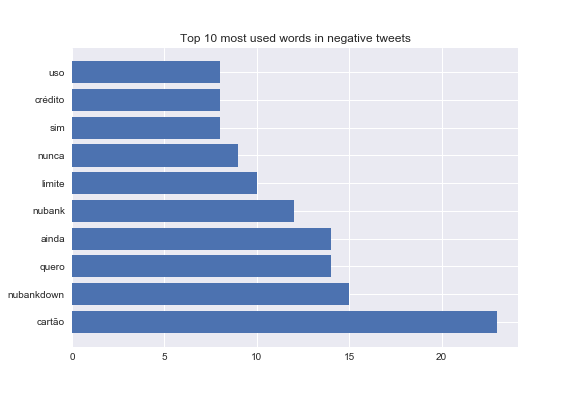 Top 10 most used words in negative tweets
uso
crédito
sim
nunca
limite
nubank
ainda
quero
nubankdown
cartão
0 5 10 15 20